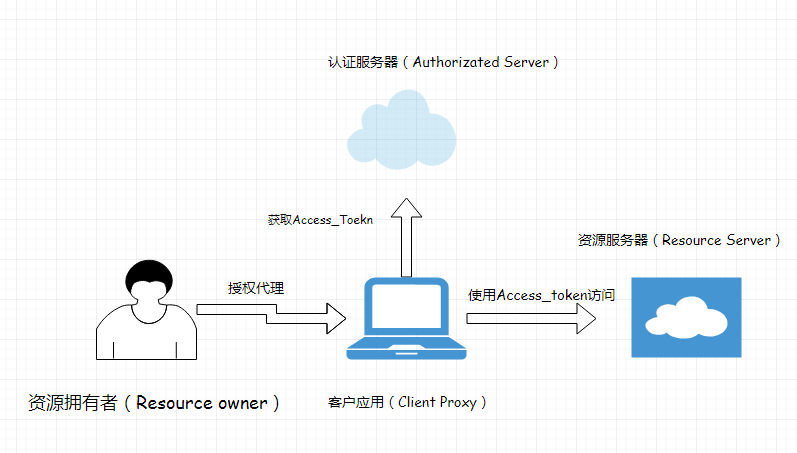 认证服务器（Authorizated Server）
获取Access_Toekn
资源服务器（Resource Server）
授权代理
使用Access_token访问
资源拥有者（Resource owner）
客户应用（Client Proxy）